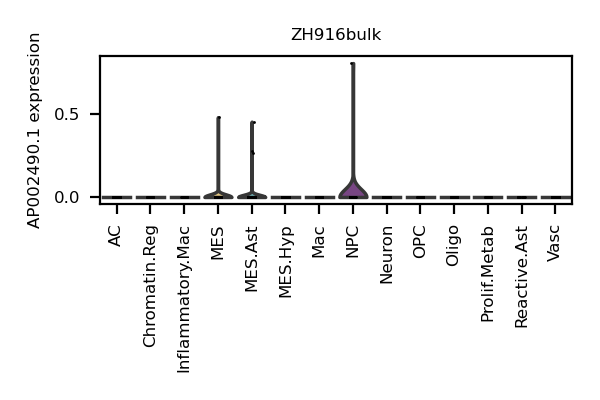 ZH916bulk
AP002490.1 expression
0.5
0.0
AC
Chromatin.Reg
Inflammatory.Mac
MES
MES.Ast
MES.Hyp
Mac
NPC
Neuron
OPC
Oligo
Prolif.Metab
Reactive.Ast
Vasc